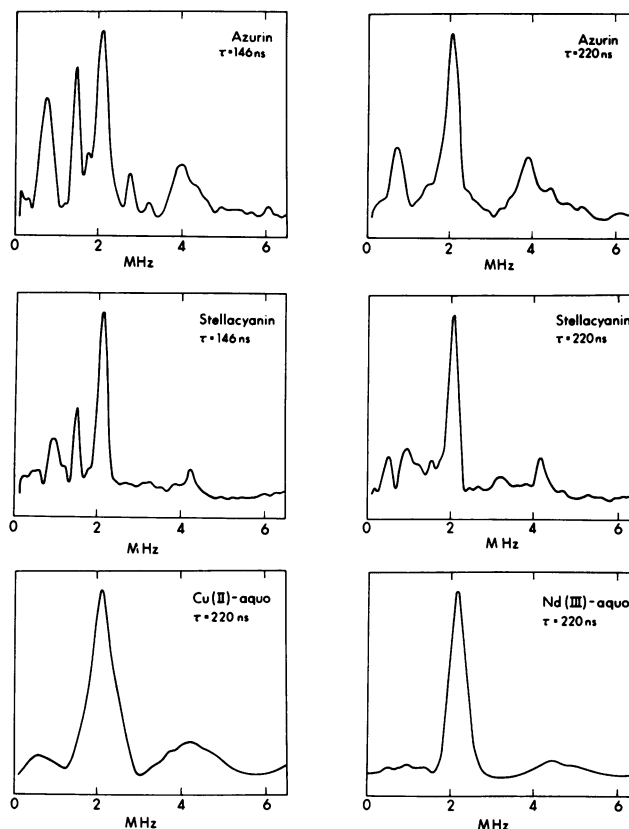 Azurin
τ=146ns
0 2 4 6
MHz
Azurin
τ=220ns
0 2 4 6
MHz
Stellacyanin
τ=146ns
0 2 4 6
MHz
Stellacyanin
τ=220ns
0 2 4 6
MHz
Cu(II)-aquo
τ=220ns
0 2 4 6
MHz
Nd(III)-aquo
τ=220ns
0 2 4 6
MHz